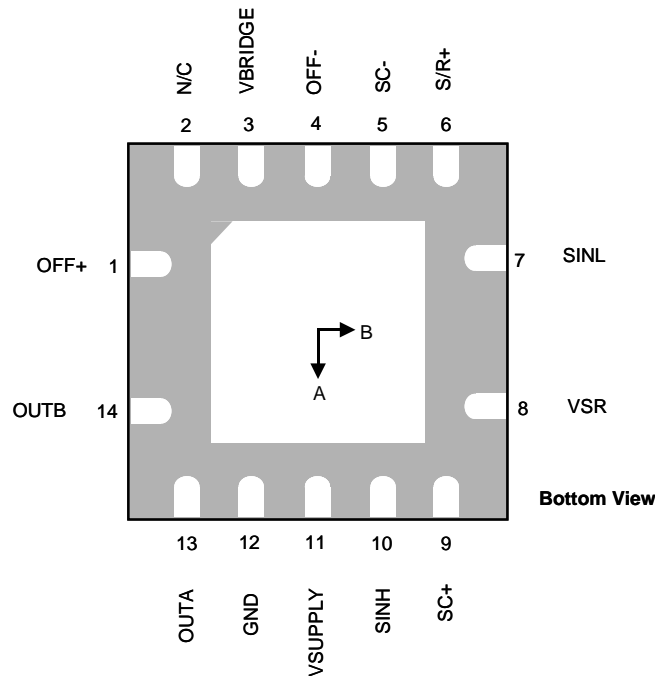 N/C VBRIDGE OFF- SC- S/R+
2 3 4 5 6
OFF+ 1 7 SINL
B
A
OUTB 14 8 VSR
Bottom View
13 12 11 10 9
OUTA GND VSUPPLY SINH SC+